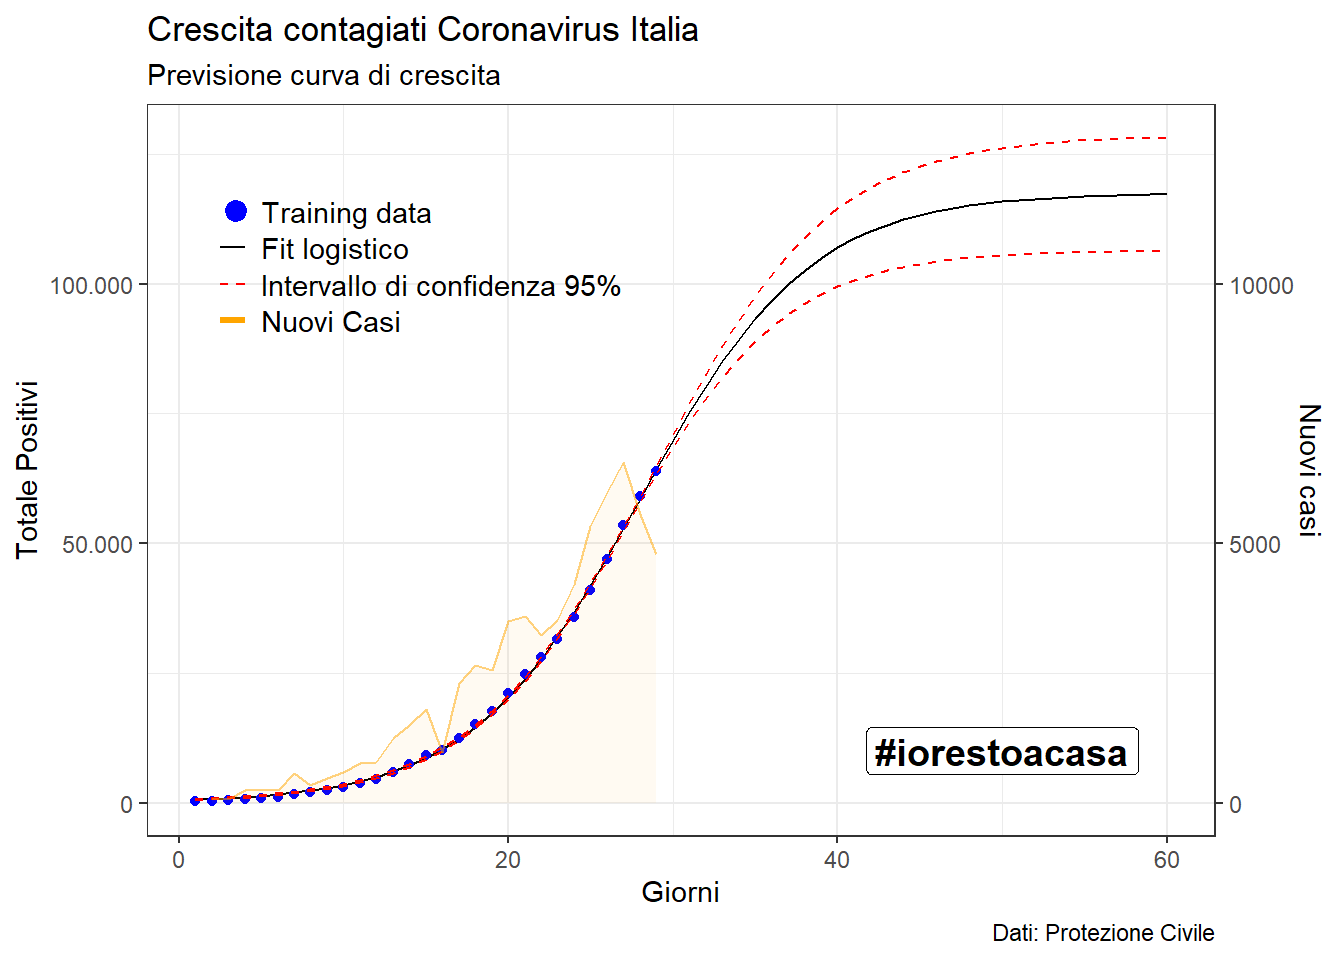 Crescita contagiati Coronavirus Italia
Previsione curva di crescita
Training data
Fit logistico
Intervallo di confidenza 95%
Nuovi Casi
Totale Positivi
100.000
50.000
0
Nuovi casi
10000
5000
0
#iorestoacasa
0 20 40 60
Giorni
Dati: Protezione Civile